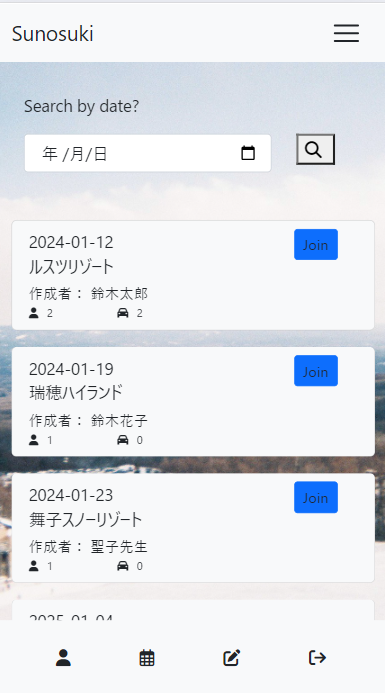 Sunosuki
Search by date?
年 /月/日
2024-01-12
Join
ルスツリゾート
作成者： 鈴木太郎
2 2
2024-01-19
Join
瑞穂ハイランド
作成者： 鈴木花子
1 0
2024-01-23
Join
舞子スノーリゾート
作成者： 聖子先生
1 0
2025-01-04